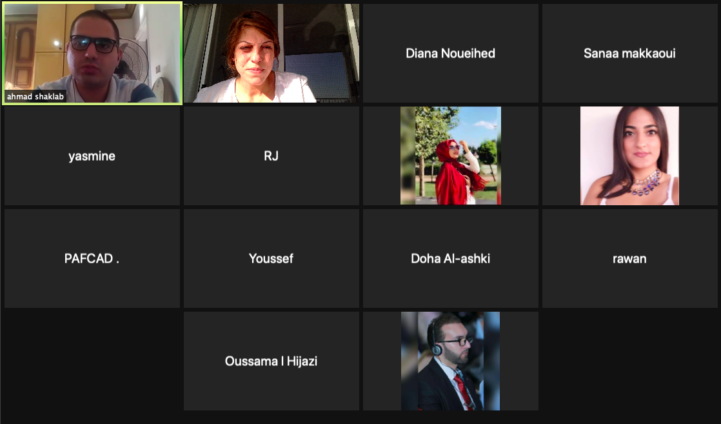 ahmad shaklab
Diana Noueihed
Sanaa makkaoui
yasmine
RJ
PAFCAD .
Youssef
Doha Al-ashki
rawan
Oussama I Hijazi